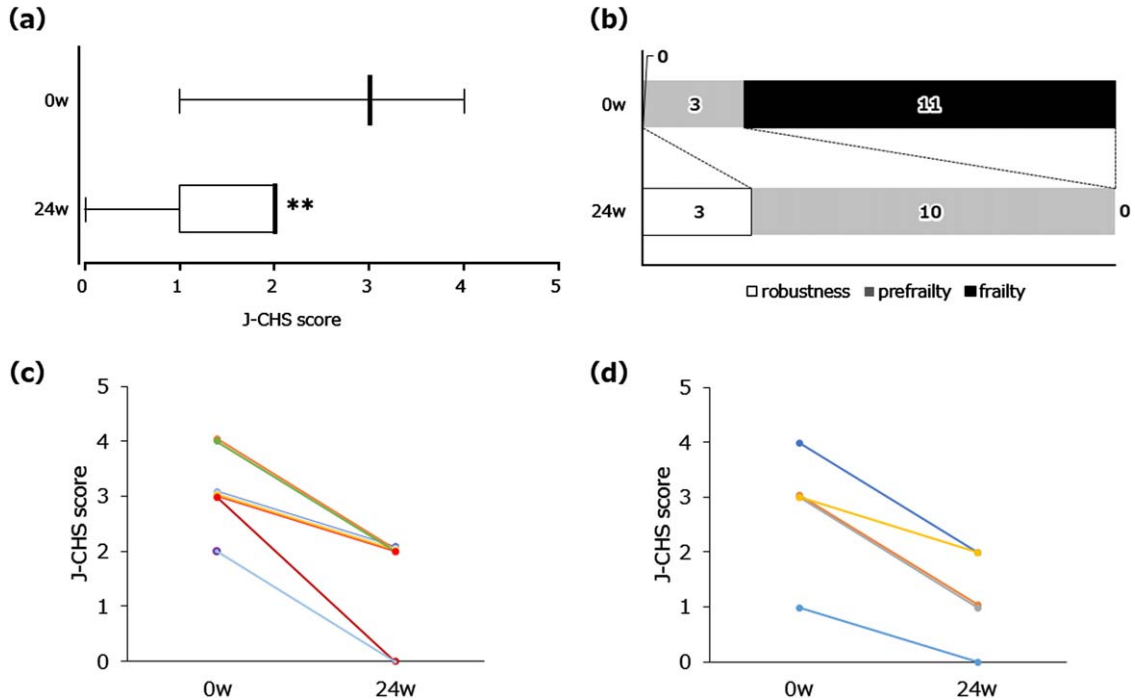 (a)
0w
24w
**
0 1 2 3 4 5
J-CHS score
(b)
0
0w
3 11
24w
3 10 0
robustness prefrailty frailty
(c)
5
4
3
2
1
0
J-CHS score
0w 24w
(d)
5
4
3
2
1
0
J-CHS score
0w 24w